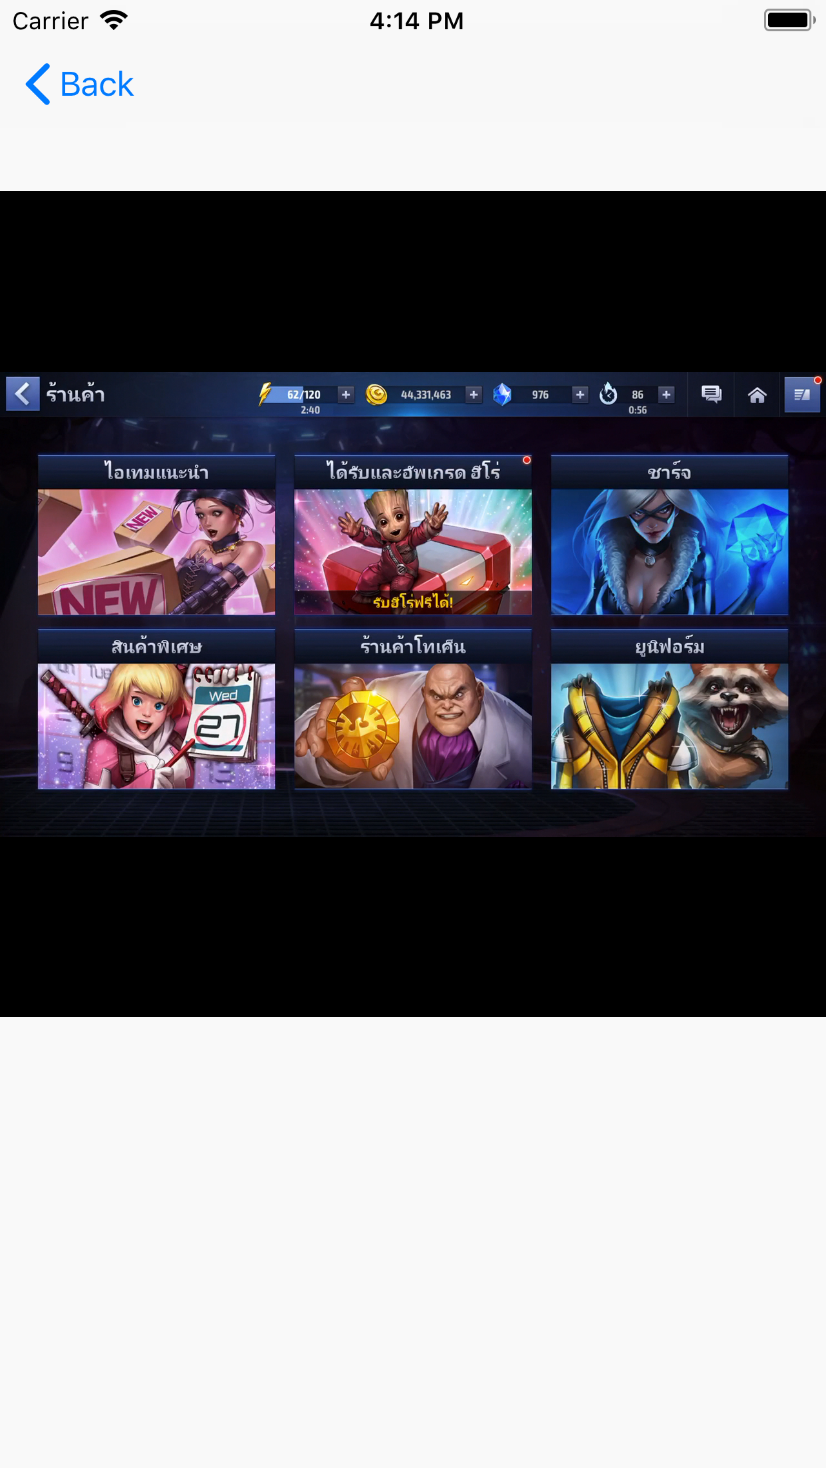 Carrier 4:14 PM
Back
ร้านค้า 62/120 44,331,463 976 86
2:40 0:56
ไอเทมแนะนำ
ได้รับและอัพเกรด ฮีโร่
ชาร์จ
NEW
NEW
รับฮีโร่ฟรีได้!
สินค้าพิเศษ
ร้านค้าโทเค็น
ยูนิฟอร์ม
Tue
Wed
27